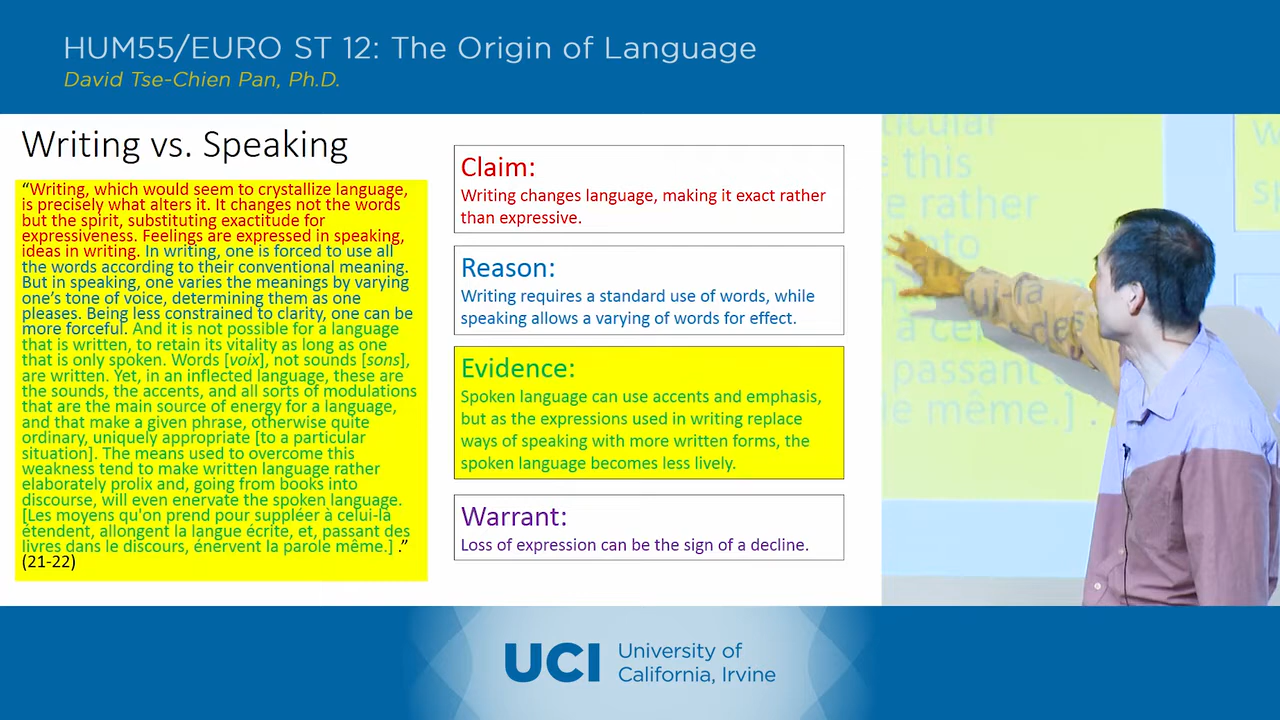 HUM55/EURO ST 12: The Origin of Language
David Tse-Chien Pan, Ph.D.
Writing vs. Speaking
“Writing, which would seem to crystallize language,
is precisely what alters it. It changes not the words
but the spirit, substituting exactitude for
expressiveness. Feelings are expressed in speaking,
ideas in writing. In writing, one is forced to use all
the words according to their conventional meaning.
But in speaking, one varies the meanings by varying
one’s tone of voice, determining them as one
pleases. Being less constrained to clarity, one can be
more forceful. And it is not possible for a language
that is written, to retain its vitality as long as one
that is only spoken. Words [voix], not sounds [sons],
are written. Yet, in an inflected language, these are
the sounds, the accents, and all sorts of modulations
that are the main source of energy for a language,
and that make a given phrase, otherwise quite
ordinary, uniquely appropriate [to a particular
situation]. The means used to overcome this
weakness tend to make written language rather
elaborately prolix and, going from books into
discourse, will even enervate the spoken language.
[Les moyens qu'on prend pour suppléer à celui-là
étendent, allongent la langue écrite, et, passant des
livres dans le discours, énervent la parole même.] .”
(21-22)
Claim:
Writing changes language, making it exact rather
than expressive.
Reason:
Writing requires a standard use of words, while
speaking allows a varying of words for effect.
Evidence:
Spoken language can use accents and emphasis,
but as the expressions used in writing replace
ways of speaking with more written forms, the
spoken language becomes less lively.
Warrant:
Loss of expression can be the sign of a decline.
ticular
this
e rather
into
ui-là
à ce des
passant
le même.] .
W
sp
UCI University of
California, Irvine